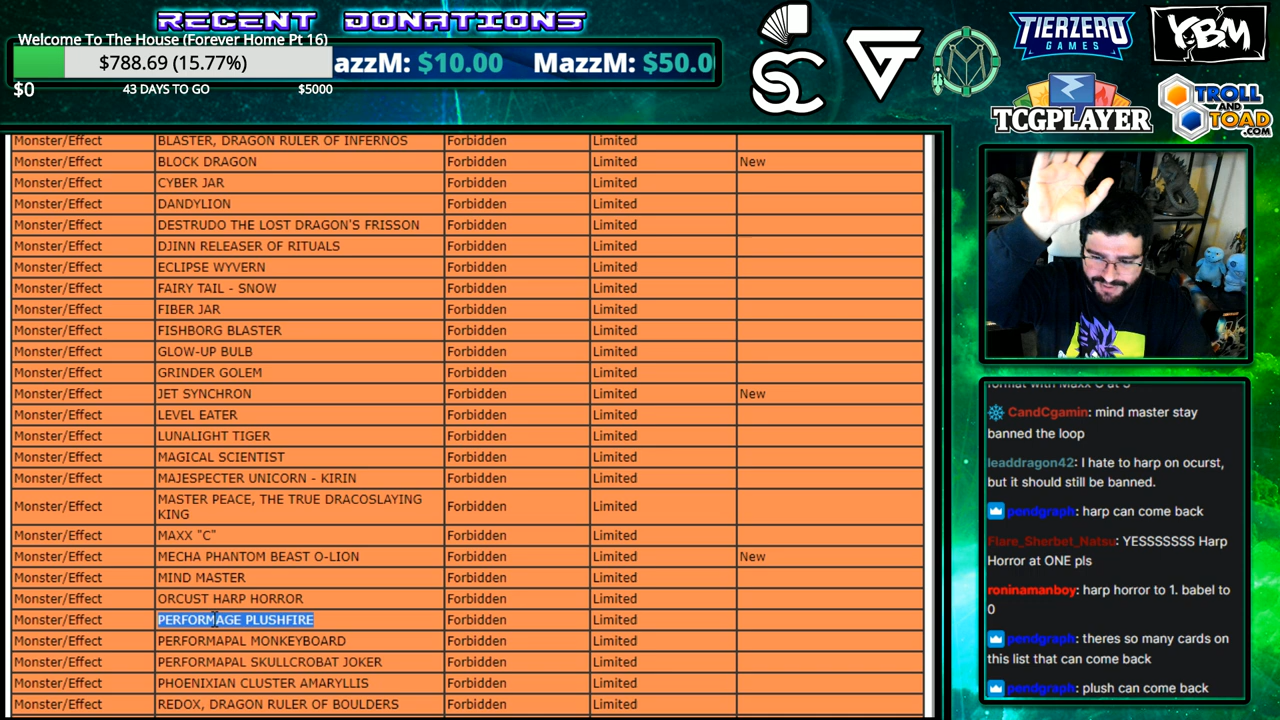 RECENT DONATIONS
Welcome To The House (Forever Home Pt 16)
$788.69 (15.77%)
azzM: $10.00 MazzM: $50.0
$0 43 DAYS TO GO $5000
SC
TIERZERO
GAMES
YBM
TCGPLAYER
TROLL
AND
TOAD
.COM
Monster/Effect BLASTER, DRAGON RULER OF INFERNOS Forbidden Limited
Monster/Effect BLOCK DRAGON Forbidden Limited New
Monster/Effect CYBER JAR Forbidden Limited
Monster/Effect DANDYLION Forbidden Limited
Monster/Effect DESTRUDO THE LOST DRAGON'S FRISSON Forbidden Limited
Monster/Effect DJINN RELEASER OF RITUALS Forbidden Limited
Monster/Effect ECLIPSE WYVERN Forbidden Limited
Monster/Effect FAIRY TAIL - SNOW Forbidden Limited
Monster/Effect FIBER JAR Forbidden Limited
Monster/Effect FISHBORG BLASTER Forbidden Limited
Monster/Effect GLOW-UP BULB Forbidden Limited
Monster/Effect GRINDER GOLEM Forbidden Limited
Monster/Effect JET SYNCHRON Forbidden Limited New
Monster/Effect LEVEL EATER Forbidden Limited
Monster/Effect LUNALIGHT TIGER Forbidden Limited
Monster/Effect MAGICAL SCIENTIST Forbidden Limited
Monster/Effect MAJESPECTER UNICORN - KIRIN Forbidden Limited
Monster/Effect MASTER PEACE, THE TRUE DRACOSLAYING
KING Forbidden Limited
Monster/Effect MAXX "C" Forbidden Limited
Monster/Effect MECHA PHANTOM BEAST O-LION Forbidden Limited New
Monster/Effect MIND MASTER Forbidden Limited
Monster/Effect ORCUST HARP HORROR Forbidden Limited
Monster/Effect PERFORMAGE PLUSHFIRE Forbidden Limited
Monster/Effect PERFORMAPAL MONKEYBOARD Forbidden Limited
Monster/Effect PERFORMAPAL SKULLCROBAT JOKER Forbidden Limited
Monster/Effect PHOENIXIAN CLUSTER AMARYLLIS Forbidden Limited
Monster/Effect REDOX, DRAGON RULER OF BOULDERS Forbidden Limited
format with Maxx C at 3
CandCgamin: mind master stay
banned the loop
leaddragon42: I hate to harp on ocurst,
but it should still be banned.
pendgraph: harp can come back
Flare_Sherbet_Natsu: YESSSSSSS Harp
Horror at ONE pls
roninamanboy: harp horror to 1. babel to
0
pendgraph: theres so many cards on
this list that can come back
pendgraph: plush can come back